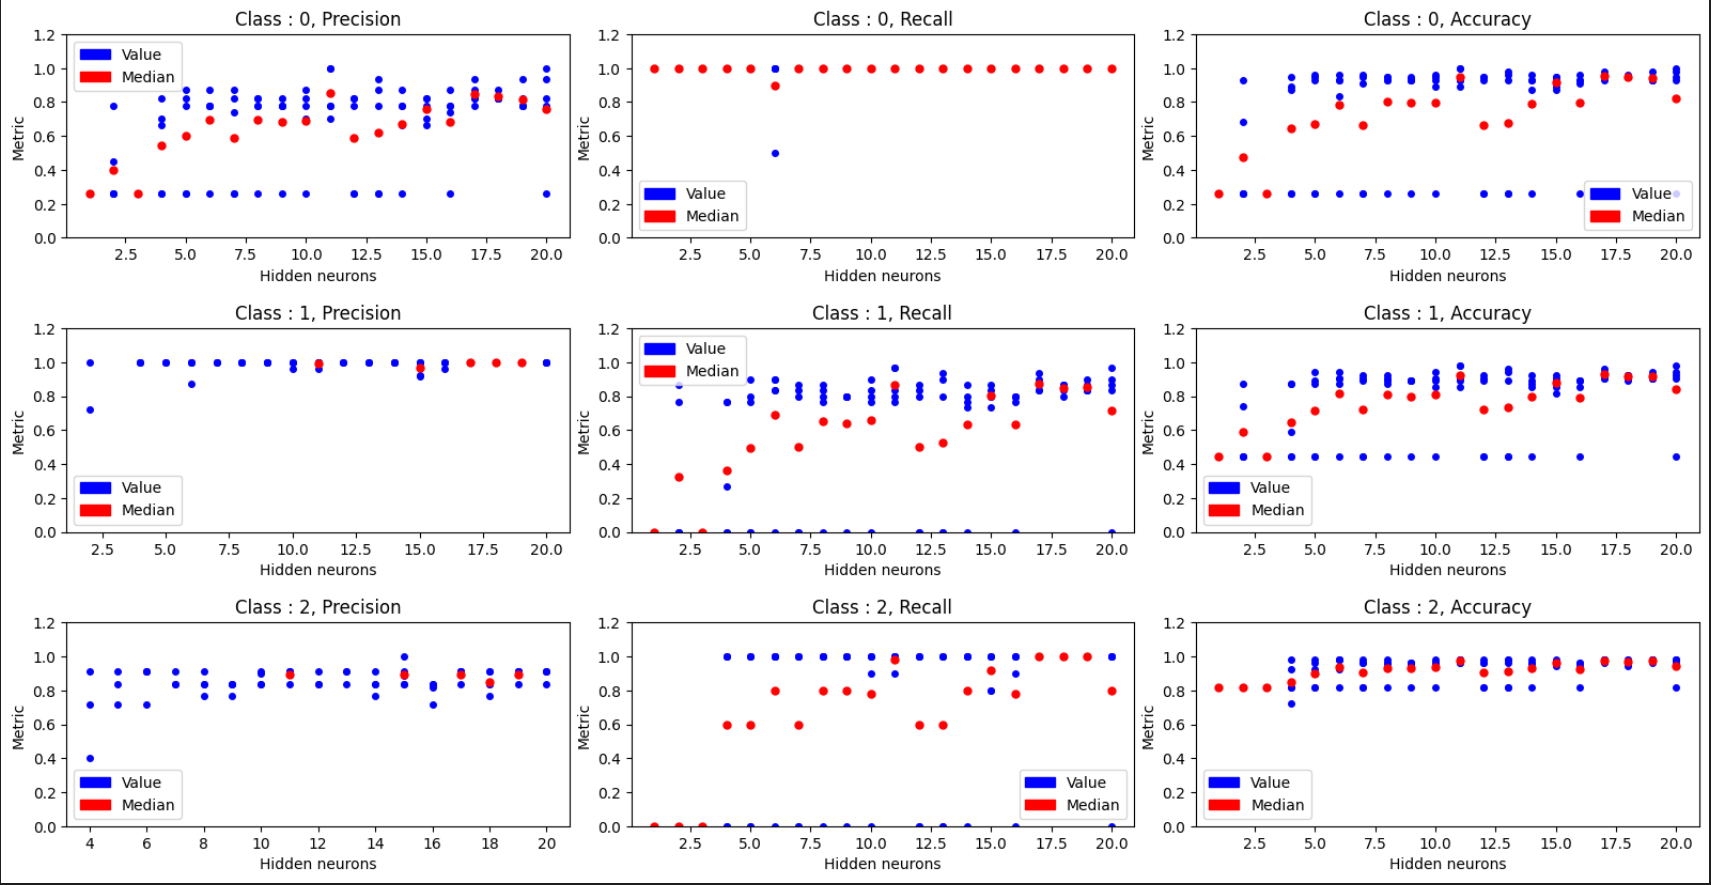 Class : 0, Precision
Metric
1.2
1.0
0.8
0.6
0.4
0.2
0.0
Value
Median
2.5 5.0 7.5 10.0 12.5 15.0 17.5 20.0
Hidden neurons
Class : 0, Recall
Metric
1.2
1.0
0.8
0.6
0.4
0.2
0.0
Value
Median
2.5 5.0 7.5 10.0 12.5 15.0 17.5 20.0
Hidden neurons
Class : 0, Accuracy
Metric
1.2
1.0
0.8
0.6
0.4
0.2
0.0
Value
Median
2.5 5.0 7.5 10.0 12.5 15.0 17.5 20.0
Hidden neurons
Class : 1, Precision
Metric
1.2
1.0
0.8
0.6
0.4
0.2
0.0
Value
Median
2.5 5.0 7.5 10.0 12.5 15.0 17.5 20.0
Hidden neurons
Class : 1, Recall
Metric
1.2
1.0
0.8
0.6
0.4
0.2
0.0
Value
Median
2.5 5.0 7.5 10.0 12.5 15.0 17.5 20.0
Hidden neurons
Class : 1, Accuracy
Metric
1.2
1.0
0.8
0.6
0.4
0.2
0.0
Value
Median
2.5 5.0 7.5 10.0 12.5 15.0 17.5 20.0
Hidden neurons
Class : 2, Precision
Metric
1.2
1.0
0.8
0.6
0.4
0.2
0.0
Value
Median
4 6 8 10 12 14 16 18 20
Hidden neurons
Class : 2, Recall
Metric
1.2
1.0
0.8
0.6
0.4
0.2
0.0
Value
Median
2.5 5.0 7.5 10.0 12.5 15.0 17.5 20.0
Hidden neurons
Class : 2, Accuracy
Metric
1.2
1.0
0.8
0.6
0.4
0.2
0.0
Value
Median
2.5 5.0 7.5 10.0 12.5 15.0 17.5 20.0
Hidden neurons